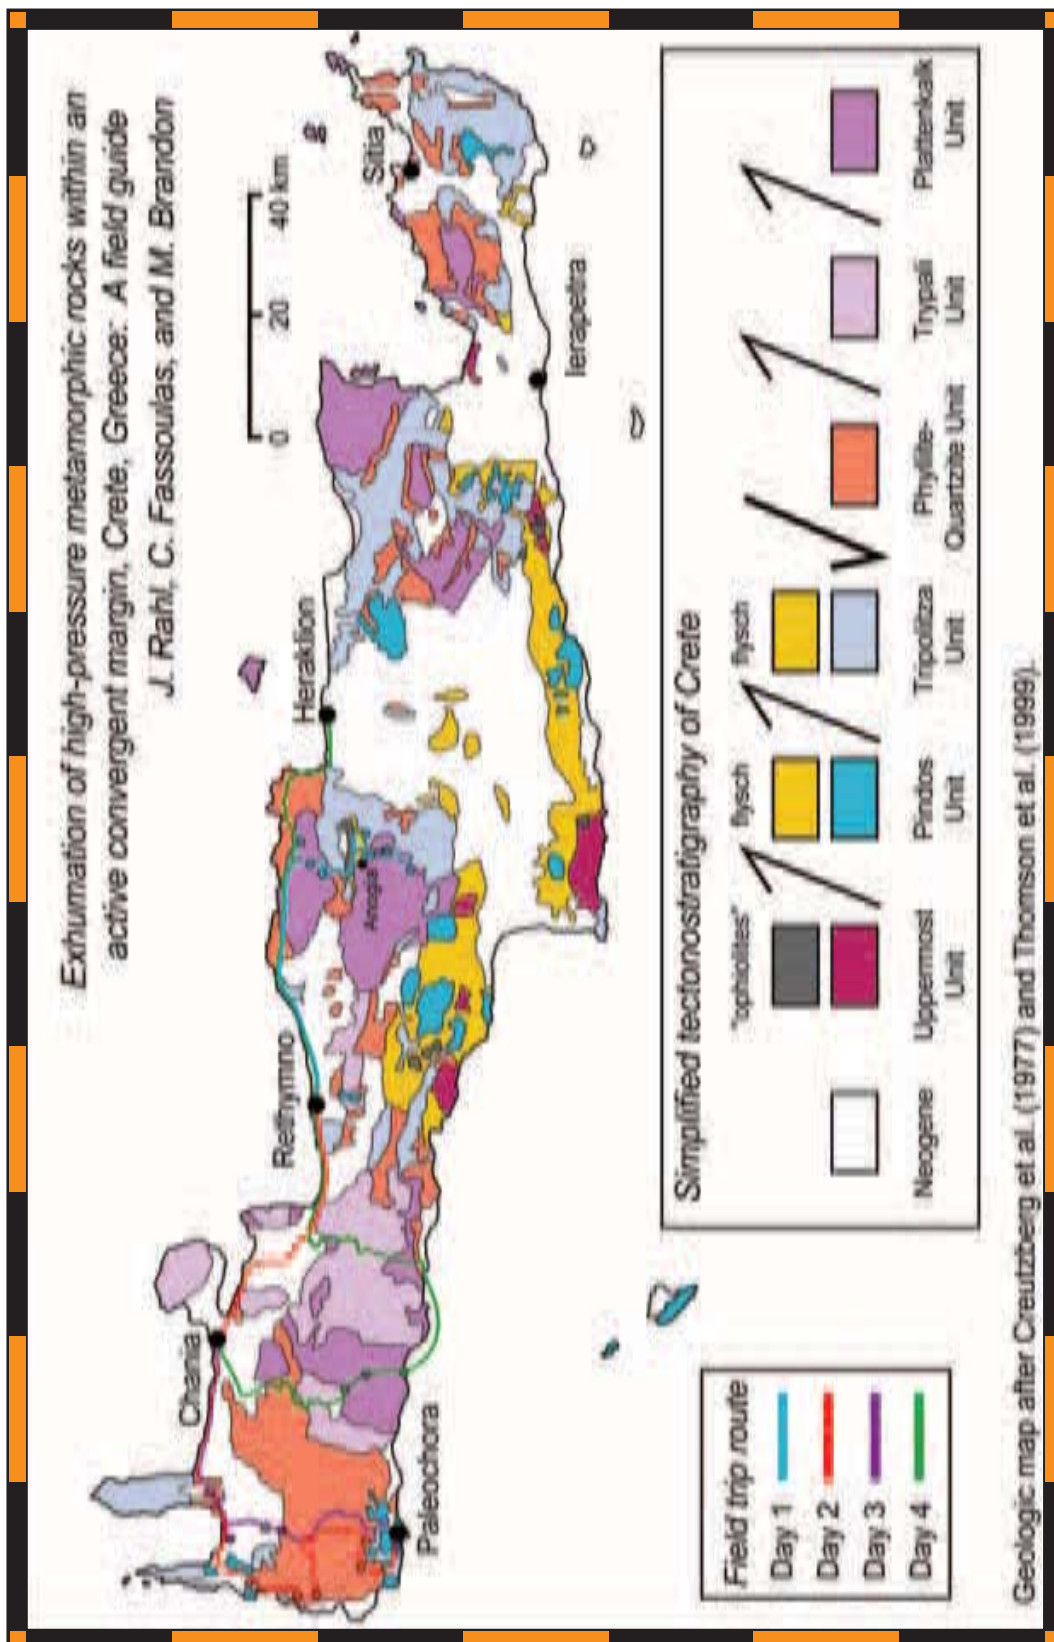 Exhumation of high-pressure metamorphic rocks within an
active convergent margin, Crete, Greece: A field guide
J. Rahl, C. Fassoulas, and M. Brandon
0 20 40 km
Sitia
Ierapetra
Heraklion
Anogia
Rethymno
Chania
Paleochora
Simplified tectonostratigraphy of Crete
"ophiolites" flysch flysch
Neogene
Uppermost
Unit
Pindos
Unit
Tripolitza
Unit
Phyllite-
Quartzite Unit
Trypali
Unit
Plattenkalk
Unit
Field trip route
Day 1
Day 2
Day 3
Day 4
Geologic map after Creutzberg et al. (1977) and Thomson et al. (1999).